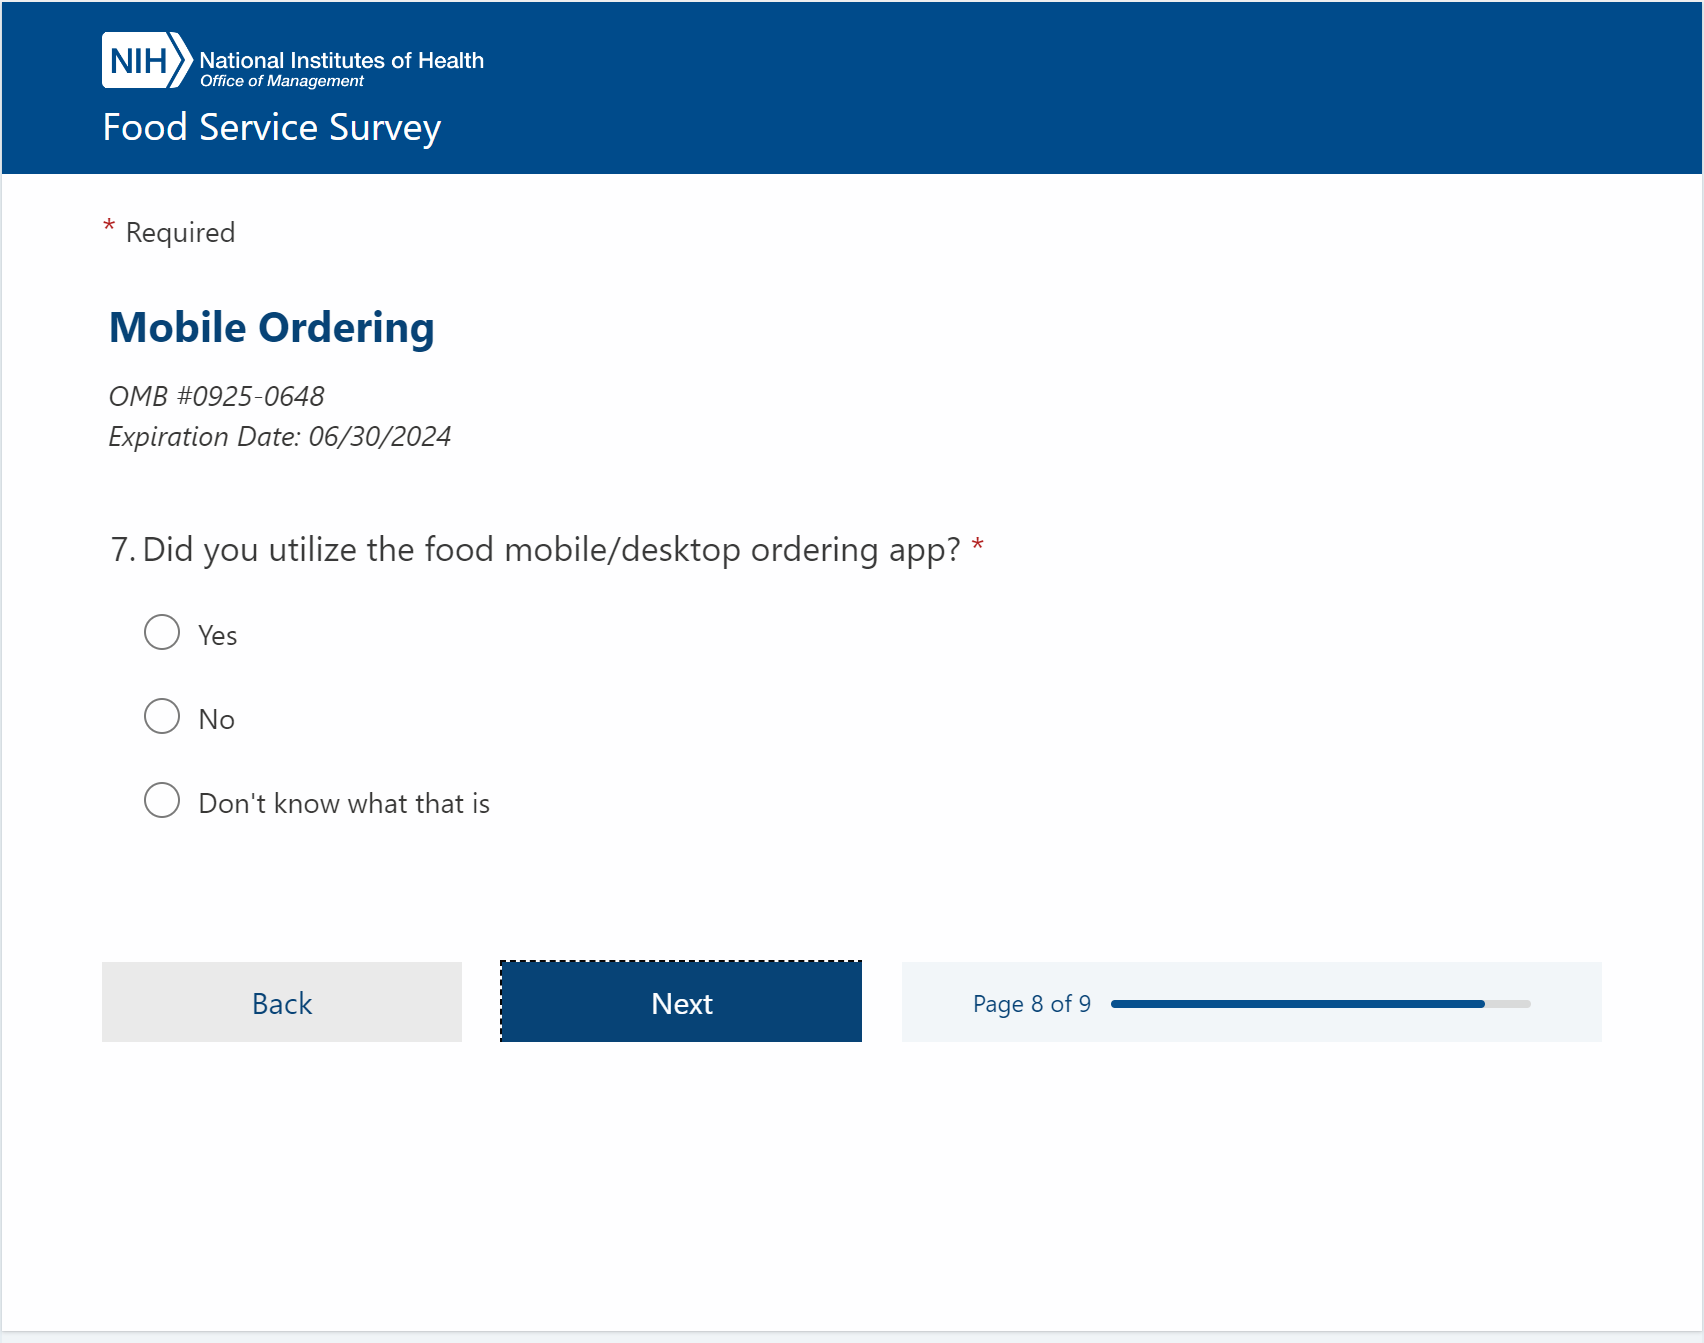 NIH National Institutes of Health
Office of Management
Food Service Survey
* Required
Mobile Ordering
OMB #0925-0648
Expiration Date: 06/30/2024
7. Did you utilize the food mobile/desktop ordering app? *
Yes
No
Don't know what that is
Back
Next
Page 8 of 9